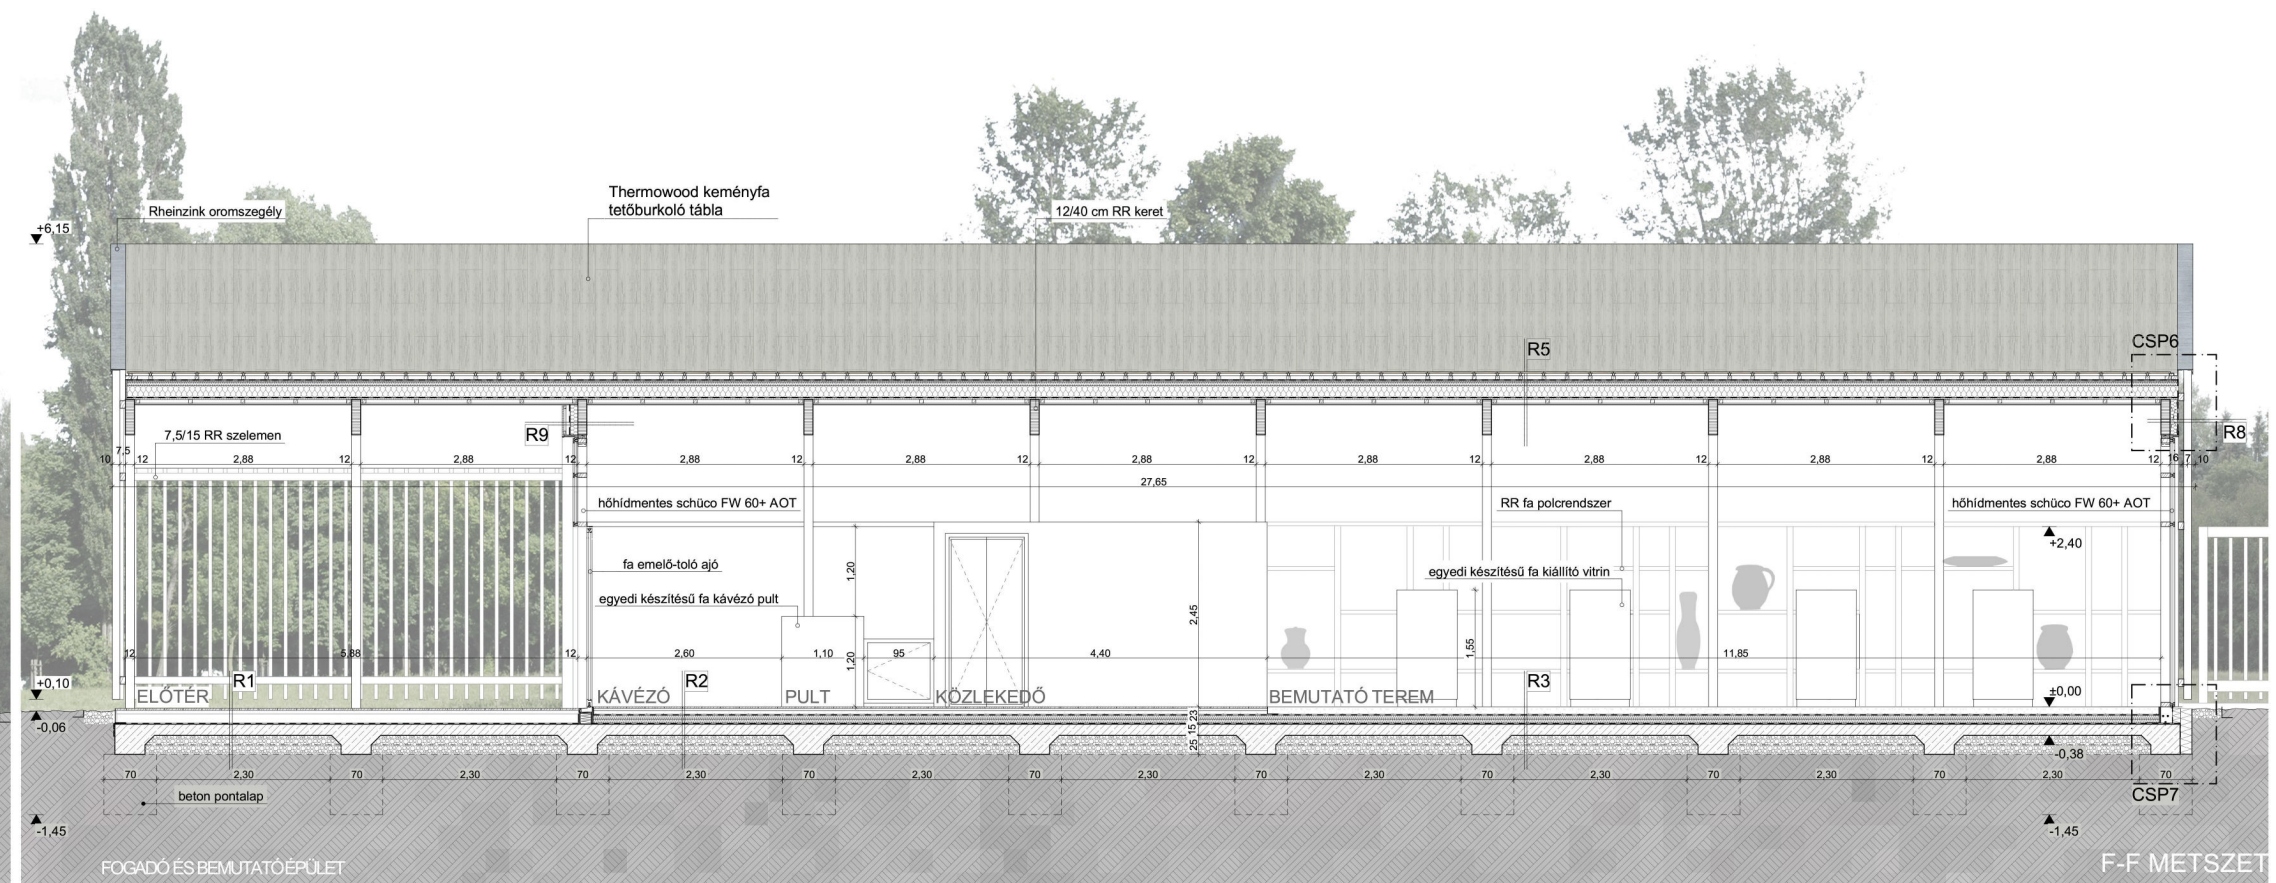 Thermowood keményfa
tetőburkoló tábla
Rheinzink oromszegély
12/40 cm RR keret
+6,15
R5
CSP6
7,5/15 RR szelemen
R9
R8
10 7,5 12 2,88 12 2,88 12 2,88 12 2,88 12 2,88 12 2,88 12 2,88 12 2,88 12 2,88 12 16 7 10
27,65
hőhídmentes schüco FW 60+ AOT
RR fa polcrendszer
hőhídmentes schüco FW 60+ AOT
+2,40
fa emelő-toló ajó
1,20
egyedi készítésű fa kiállító vitrin
egyedi készítésű fa kávézó pult
2,45
1,55
12 5,88 12 2,60 1,10 1,20 95 4,40 11,85
+0,10
R1
R2
R3
±0,00
ELŐTÉR
KÁVÉZÓ
PULT
KÖZLEKEDŐ
BEMUTATÓ TEREM
-0,06
25 15 23
-0,38
70 2,30 70 2,30 70 2,30 70 2,30 70 2,30 70 2,30 70 2,30 70 2,30 70 2,30 70
beton pontalap
CSP7
-1,45
-1,45
FOGADÓ ÉS BEMUTATÓÉPÜLET
F-F METSZET